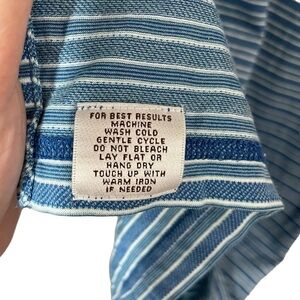 FOR BEST RESULTS
MACHINE
WASH COLD
GENTLE CYCLE
DO NOT BLEACH
LAY FLAT OR
HANG DRY
TOUCH UP WITH
WARM IRON
IF NEEDED